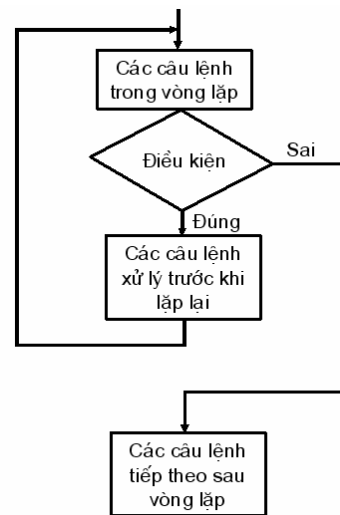 Các câu lệnh
trong vòng lặp
Điều kiện
Sai
Đúng
Các câu lệnh
xử lý trước khi
lặp lại
Các câu lệnh
tiếp theo sau
vòng lặp